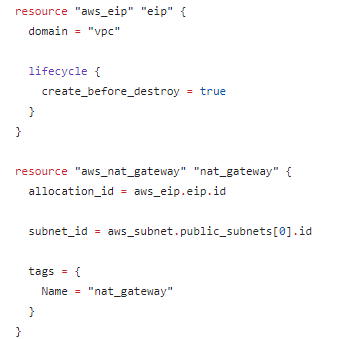 resource "aws_eip" "eip" {
  domain = "vpc"

  lifecycle {
    create_before_destroy = true
  }
}

resource "aws_nat_gateway" "nat_gateway" {
  allocation_id = aws_eip.eip.id

  subnet_id = aws_subnet.public_subnets[0].id

  tags = {
    Name = "nat_gateway"
  }
}